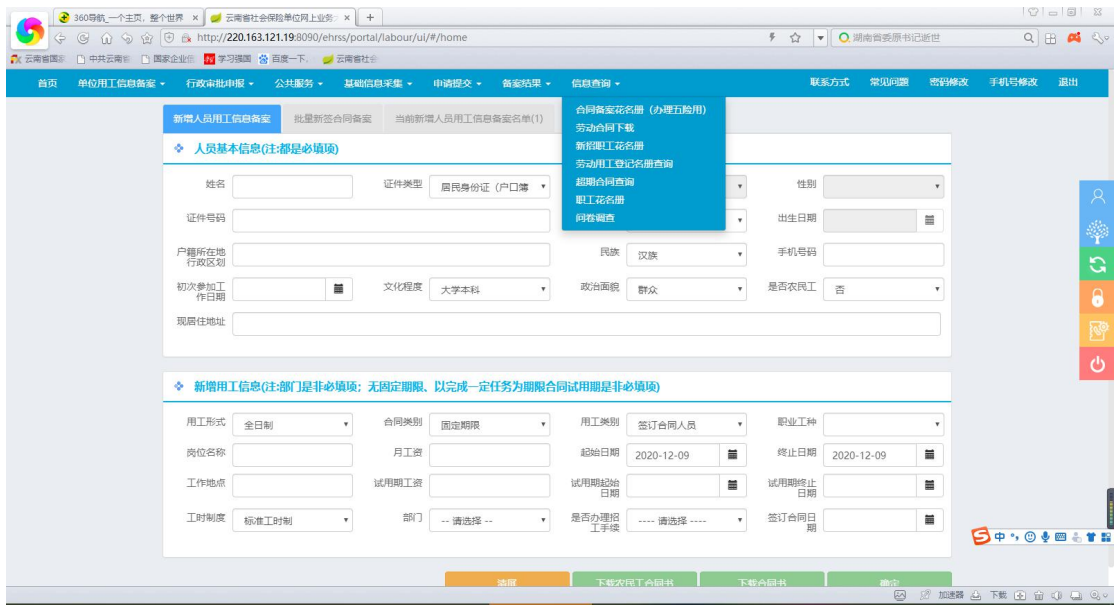 360导航_一个主页，整个世界 × 云南省社会保险单位网上业务 × +
http://220.163.121.19:8090/ehrss/portal/labour/ui/#/home 湖南省委原书记逝世
云南省国 中共云南省 国家企业信 学习强国 百度一下、 云南省社会
首页 单位用工信息备案 行政审批申报 公共服务 基础信息采集 申请提交 备案结果 信息查询 联系方式 常见问题 密码修改 手机号修改 退出
合同备案花名册（办理五险用）
劳动合同下载
新招职工花名册
劳动用工登记名册查询
超期合同查询
职工花名册
问卷调查
新增人员用工信息备案 批量新签合同备案 当前新增人员用工信息备案名单(1)
人员基本信息(注:都是必填项)
姓名 证件类型 居民身份证（户口簿 性别
证件号码 出生日期
户籍所在地行政区划 民族 汉族 手机号码
初次参加工作日期 文化程度 大学本科 政治面貌 群众 是否农民工 否
现居住地址
新增用工信息(注:部门是非必填项；无固定期限、以完成一定任务为期限合同试用期是非必填项)
用工形式 全日制 合同类别 固定期限 用工类别 签订合同人员 职业工种
岗位名称 月工资 起始日期 2020-12-09 终止日期 2020-12-09
工作地点 试用期工资 试用期起始日期 试用期终止日期
工时制度 标准工时制 部门 -- 请选择 -- 是否办理招工手续 ---- 请选择 ---- 签订合同日期
清屏 下载农民工合同书 下载合同书 确定
中
加速器 下载